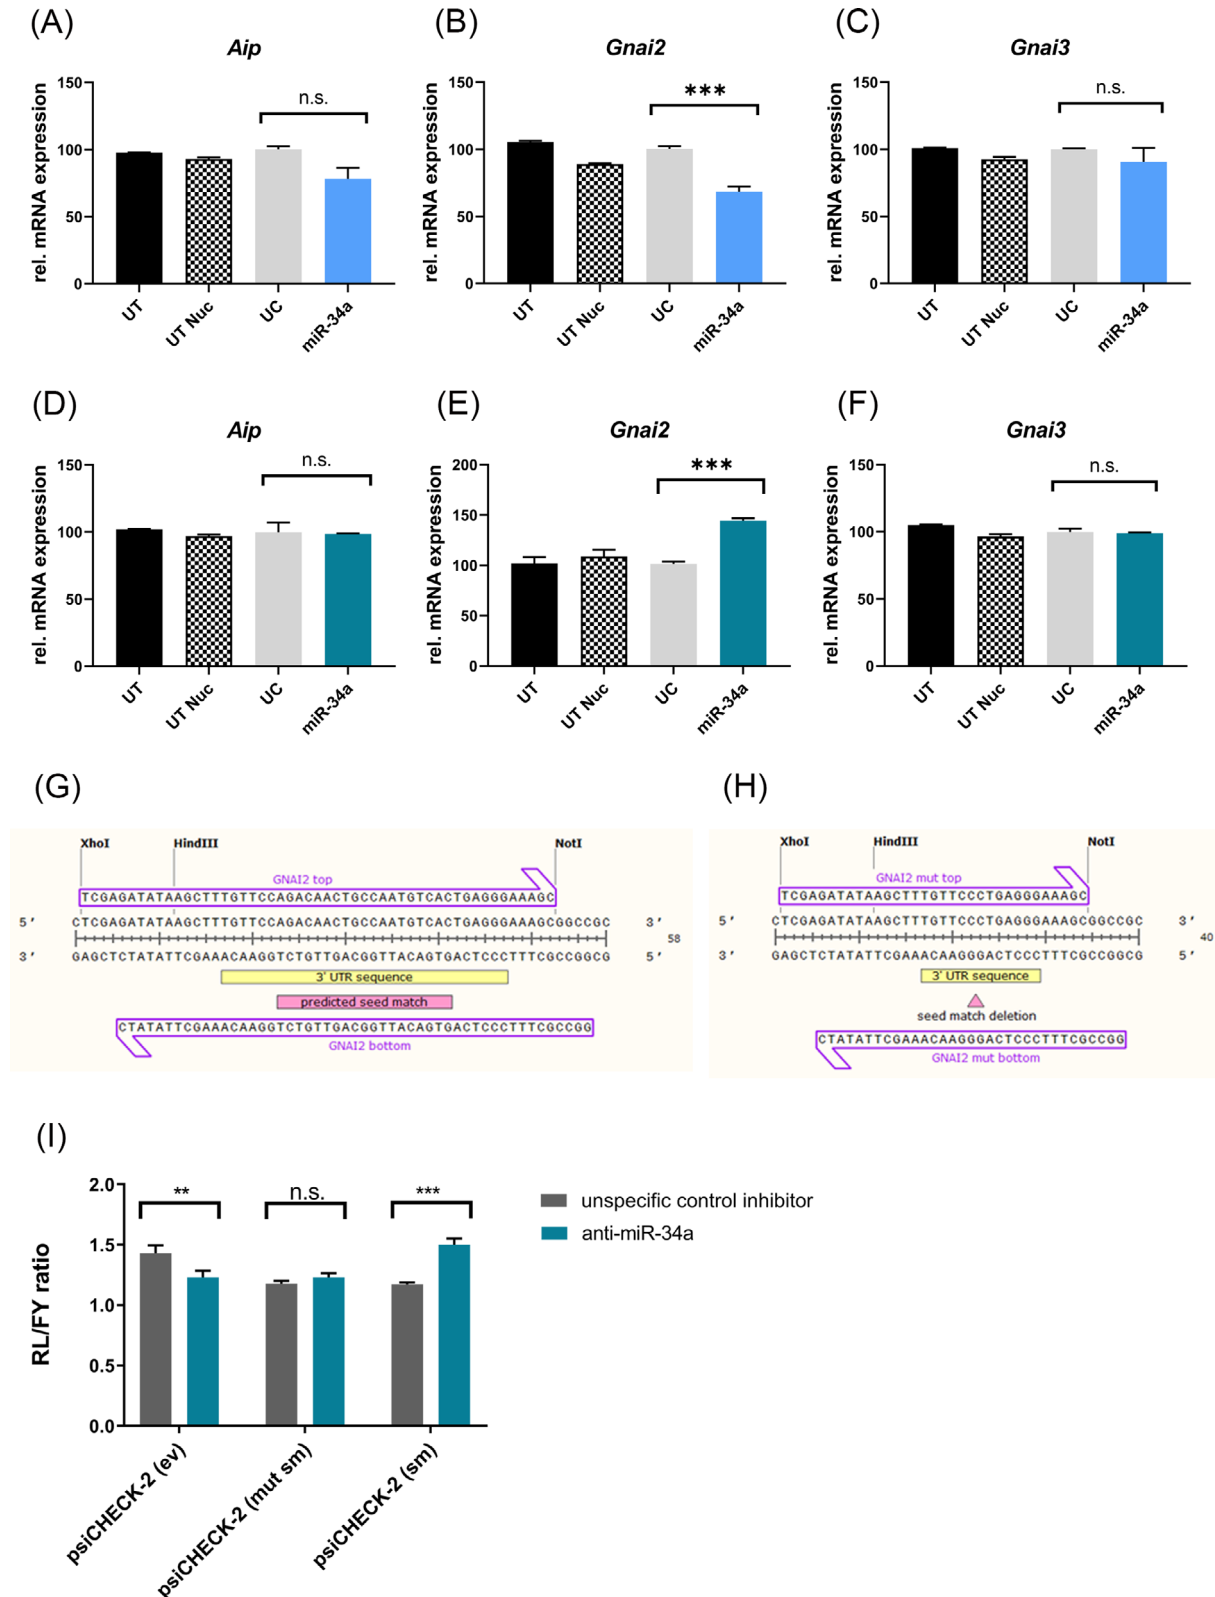 (A)
Aip
rel. mRNA expression
150
100
50
0
n.s.
UT
UT Nuc
UC
miR-34a
(B)
Gnai2
rel. mRNA expression
150
100
50
0
***
UT
UT Nuc
UC
miR-34a
(C)
Gnai3
rel. mRNA expression
150
100
50
0
n.s.
UT
UT Nuc
UC
miR-34a
(D)
Aip
rel. mRNA expression
150
100
50
0
n.s.
UT
UT Nuc
UC
miR-34a
(E)
Gnai2
rel. mRNA expression
200
150
100
50
0
***
UT
UT Nuc
UC
miR-34a
(F)
Gnai3
rel. mRNA expression
150
100
50
0
n.s.
UT
UT Nuc
UC
miR-34a
(G)
XhoI HindIII NotI
GNAI2 top
TCGAGATATAAGCTTTGTTCCAGACAACTGCCAATGTCACTGAGGGAAAGC
5' CTCGAGATATAAGCTTTGTTCCAGACAACTGCCAATGTCACTGAGGGAAAGCGGCCGC 3'
58
3' GAGCTCTATATTCGAAACAAGGTCTGTTGACGGTTACAGTGACTCCCTTTCGCCGGCG 5'
3' UTR sequence
predicted seed match
CTATATTCGAAACAAGGTCTGTTGACGGTTACAGTGACTCCCTTTCGCCGG
GNAI2 bottom
(H)
XhoI HindIII NotI
GNAI2 mut top
TCGAGATATAAGCTTTGTTCCCTGAGGGAAAGC
5' CTCGAGATATAAGCTTTGTTCCCTGAGGGAAAGCGGCCGC 3'
40
3' GAGCTCTATATTCGAAACAAGGGACTCCCTTTCGCCGGCG 5'
3' UTR sequence
seed match deletion
CTATATTCGAAACAAGGGACTCCCTTTCGCCGG
GNAI2 mut bottom
(I)
RL/FY ratio
2.0
1.5
1.0
0.5
0.0
**
n.s.
***
psiCHECK-2 (ev)
psiCHECK-2 (mut sm)
psiCHECK-2 (sm)
unspecific control inhibitor
anti-miR-34a